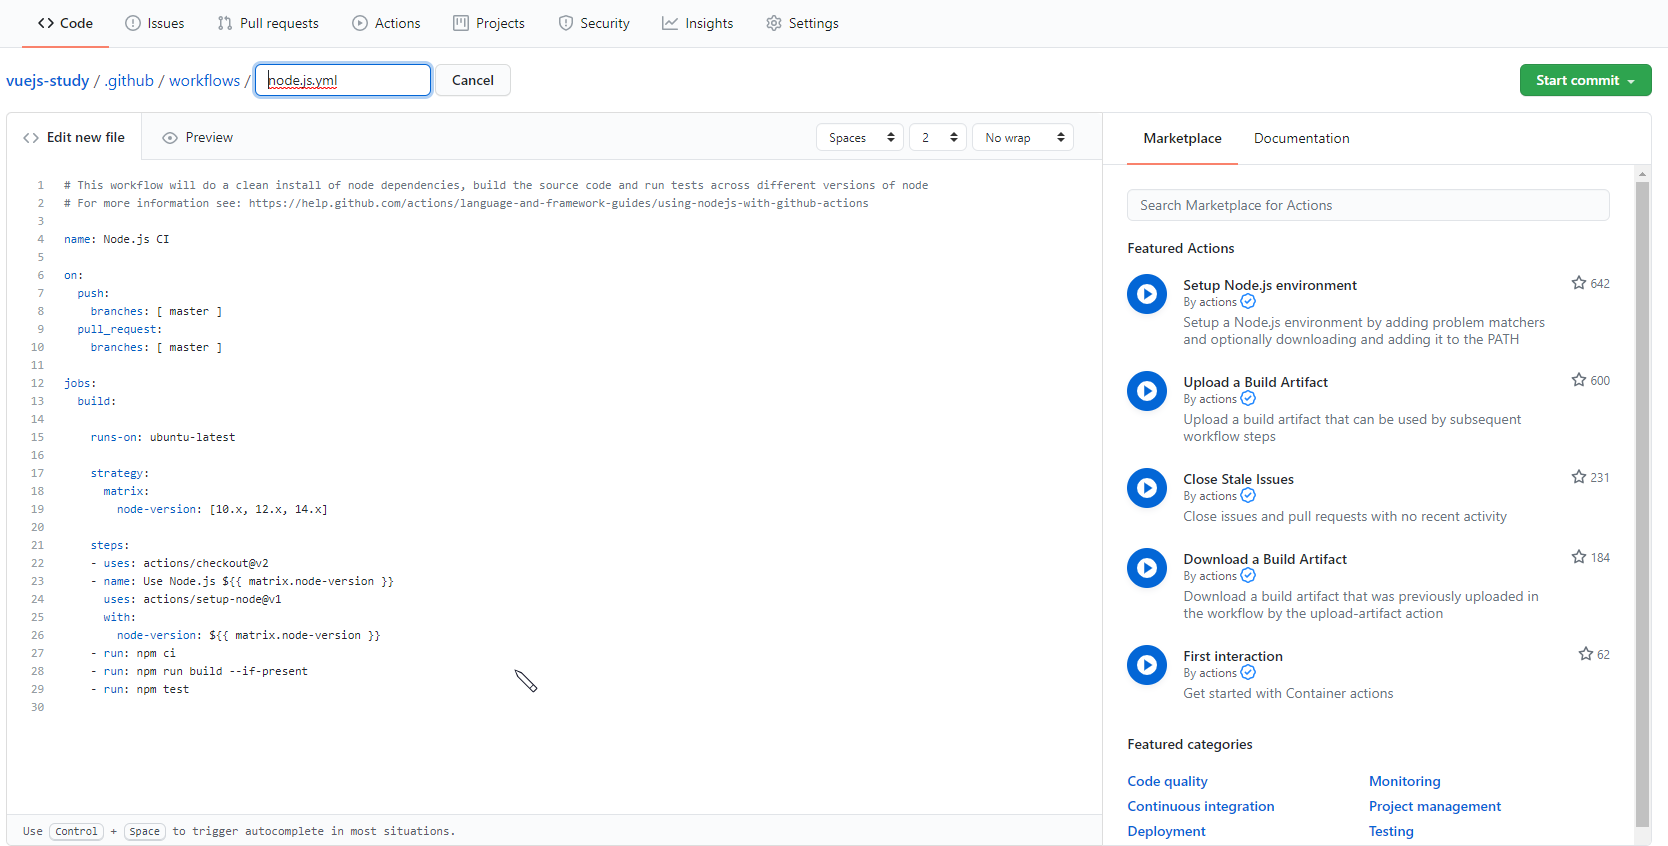 Code Issues Pull requests Actions Projects Security Insights Settings
vuejs-study / .github / workflows / node.js.yml Cancel Start commit
Edit new file Preview Spaces 2 No wrap
1 # This workflow will do a clean install of node dependencies, build the source code and run tests across different versions of node
2 # For more information see: https://help.github.com/actions/language-and-framework-guides/using-nodejs-with-github-actions
3
4 name: Node.js CI
5
6 on:
7 push:
8 branches: [ master ]
9 pull_request:
10 branches: [ master ]
11
12 jobs:
13 build:
14
15 runs-on: ubuntu-latest
16
17 strategy:
18 matrix:
19 node-version: [10.x, 12.x, 14.x]
20
21 steps:
22 - uses: actions/checkout@v2
23 - name: Use Node.js ${{ matrix.node-version }}
24 uses: actions/setup-node@v1
25 with:
26 node-version: ${{ matrix.node-version }}
27 - run: npm ci
28 - run: npm run build --if-present
29 - run: npm test
30
Use Control + Space to trigger autocomplete in most situations.
Marketplace Documentation
Search Marketplace for Actions
Featured Actions
Setup Node.js environment 642
By actions
Setup a Node.js environment by adding problem matchers
and optionally downloading and adding it to the PATH
Upload a Build Artifact 600
By actions
Upload a build artifact that can be used by subsequent
workflow steps
Close Stale Issues 231
By actions
Close issues and pull requests with no recent activity
Download a Build Artifact 184
By actions
Download a build artifact that was previously uploaded in
the workflow by the upload-artifact action
First interaction 62
By actions
Get started with Container actions
Featured categories
Code quality Monitoring
Continuous integration Project management
Deployment Testing